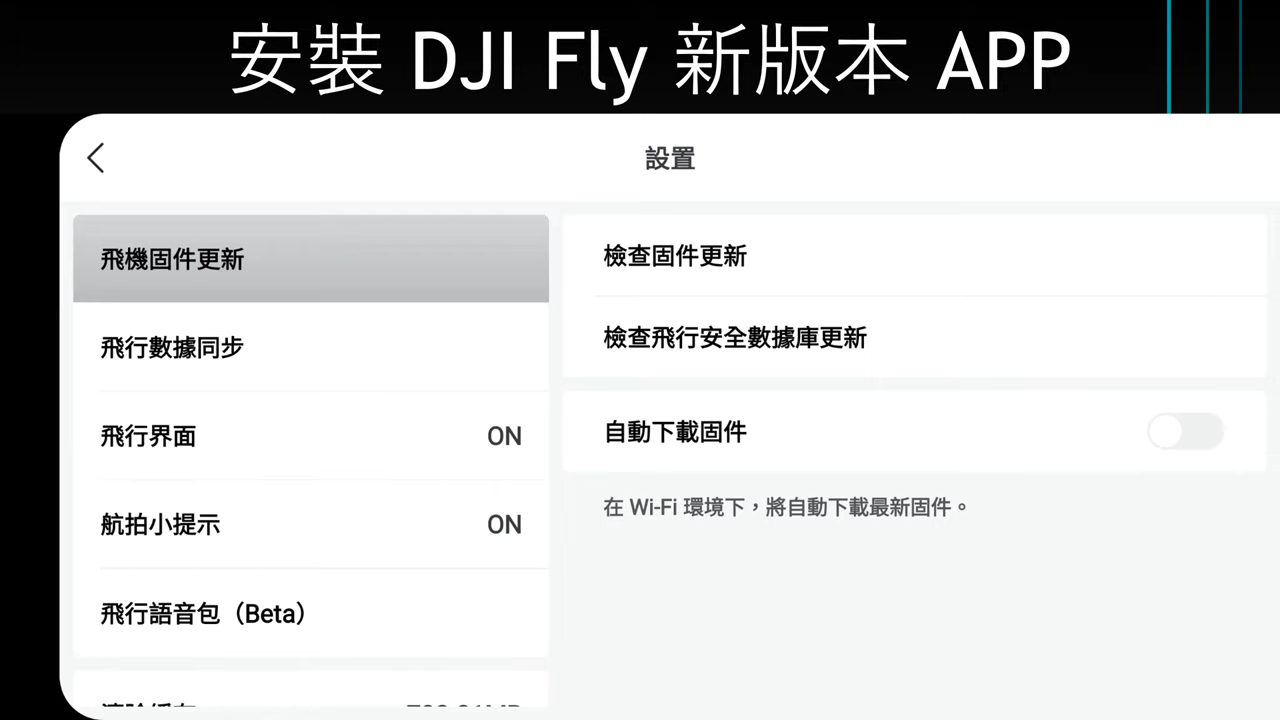 安裝 DJI Fly 新版本 APP
設置
飛機固件更新
飛行數據同步
飛行界面 ON
航拍小提示 ON
飛行語音包（Beta）
檢查固件更新
檢查飛行安全數據庫更新
自動下載固件
在 Wi-Fi 環境下，將自動下載最新固件。